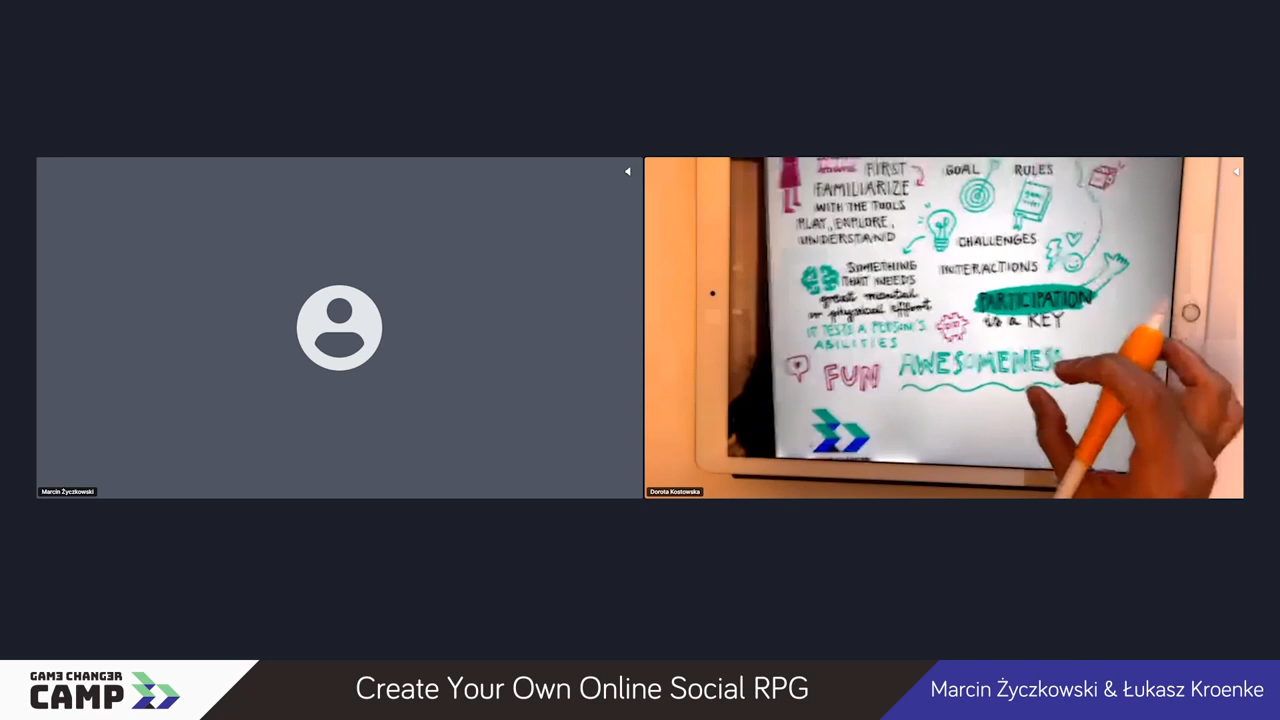 FIRST
FAMILIARIZE
WITH THE TOOLS
PLAY, EXPLORE,
UNDERSTAND
GOAL RULES
CHALLENGES
INTERACTIONS
SOMETHING
THAT NEEDS
great mental
or physical effort
IT TESTS A PERSON'S
ABILITIES
PARTICIPATION
is a KEY
FUN
AWESOMENESS
Marcin Życzkowski
Dorota Kostowska
GAME CHANGER
CAMP
Create Your Own Online Social RPG
Marcin Życzkowski & Łukasz Kroenke